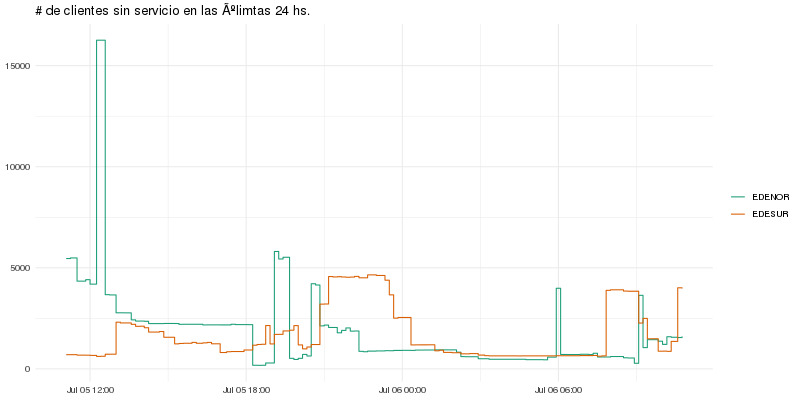 # de clientes sin servicio en las Ãºlimtas 24 hs.
15000
10000
5000
0
Jul 05 12:00
Jul 05 18:00
Jul 06 00:00
Jul 06 06:00
EDENOR
EDESUR